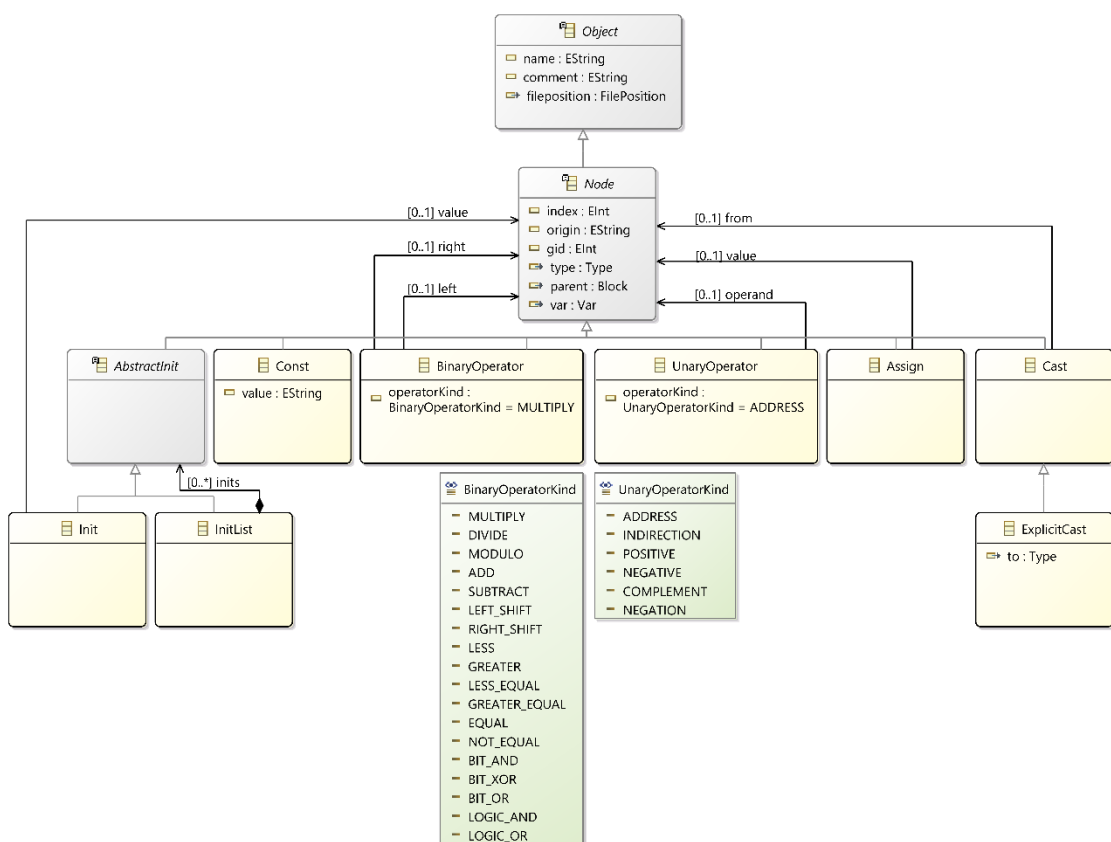 Object
name : EString
comment : EString
fileposition : FilePosition
Node
index : EInt
origin : EString
gid : EInt
type : Type
parent : Block
var : Var
[0..1] value
[0..1] right
[0..1] left
[0..1] from
[0..1] value
[0..1] operand
AbstractInit
Const
value : EString
BinaryOperator
operatorKind :
BinaryOperatorKind = MULTIPLY
UnaryOperator
operatorKind :
UnaryOperatorKind = ADDRESS
Assign
Cast
[0..*] inits
Init
InitList
BinaryOperatorKind
MULTIPLY
DIVIDE
MODULO
ADD
SUBTRACT
LEFT_SHIFT
RIGHT_SHIFT
LESS
GREATER
LESS_EQUAL
GREATER_EQUAL
EQUAL
NOT_EQUAL
BIT_AND
BIT_XOR
BIT_OR
LOGIC_AND
LOGIC_OR
UnaryOperatorKind
ADDRESS
INDIRECTION
POSITIVE
NEGATIVE
COMPLEMENT
NEGATION
ExplicitCast
to : Type